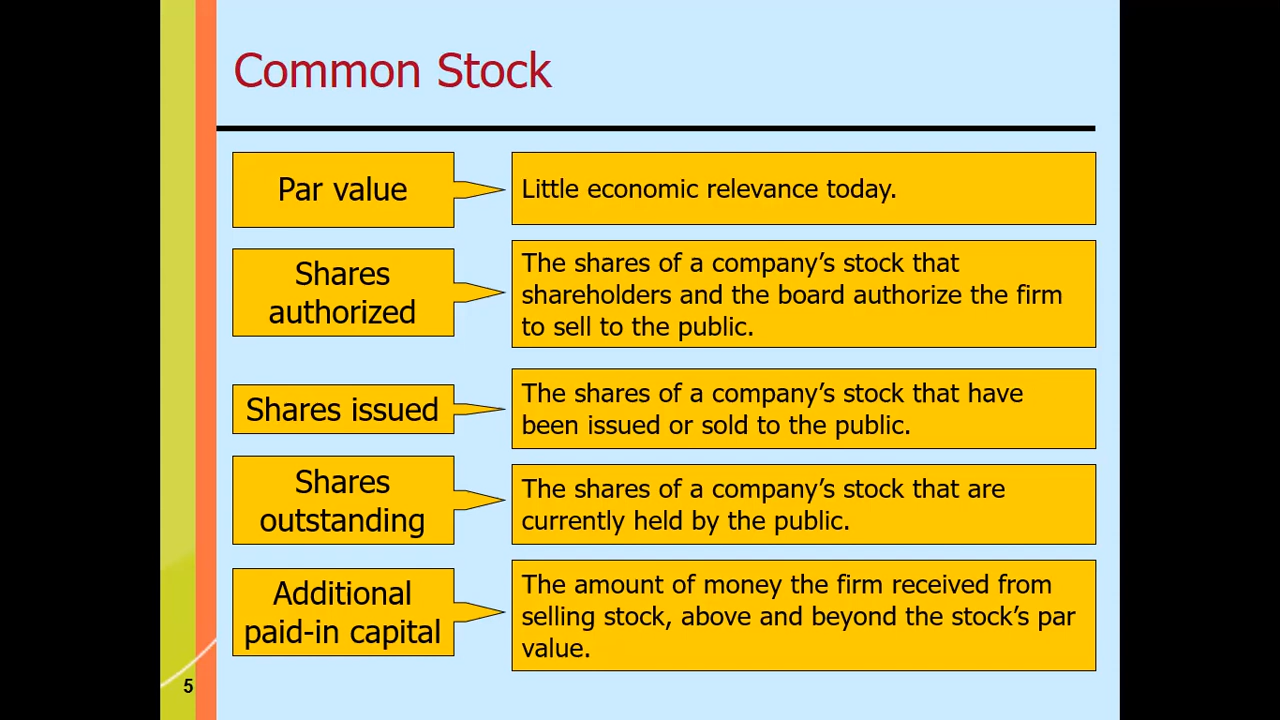 Common Stock
Par value
Little economic relevance today.
Shares
authorized
The shares of a company’s stock that
shareholders and the board authorize the firm
to sell to the public.
Shares issued
The shares of a company’s stock that have
been issued or sold to the public.
Shares
outstanding
The shares of a company’s stock that are
currently held by the public.
Additional
paid-in capital
The amount of money the firm received from
selling stock, above and beyond the stock’s par
value.
5